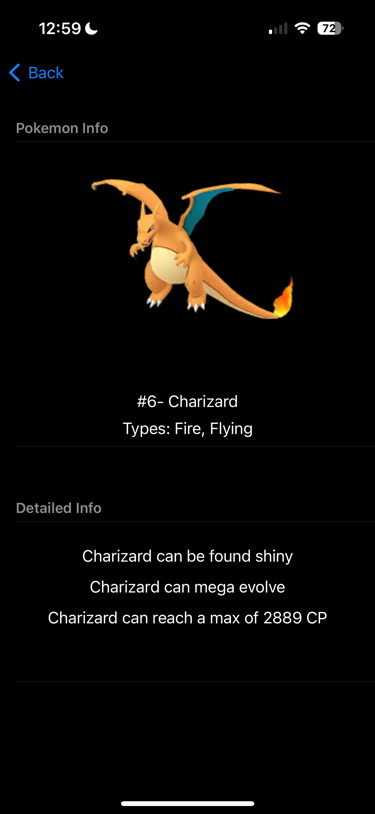 12:59
72
Back
Pokemon Info
#6- Charizard
Types: Fire, Flying
Detailed Info
Charizard can be found shiny
Charizard can mega evolve
Charizard can reach a max of 2889 CP